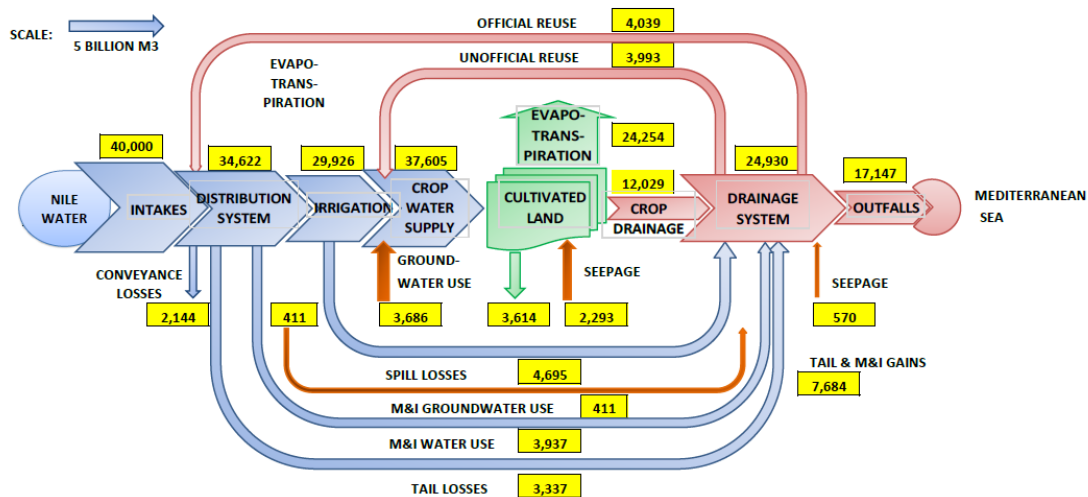 OFFICIAL REUSE 4,039
SCALE:
5 BILLION M3
UNOFFICIAL REUSE 3,993
EVAPO-
TRANS-
PIRATION
EVAPO-
TRANS-
PIRATION
24,254
40,000
34,622
29,926
37,605
24,930
17,147
12,029
NILE
WATER
INTAKES
DISTRIBUTION
SYSTEM
IRRIGATION
CROP
WATER
SUPPLY
CULTIVATED
LAND
CROP
DRAINAGE
DRAINAGE
SYSTEM
OUTFALLS
MEDITERRANEAN
SEA
CONVEYANCE
LOSSES
GROUND-
WATER USE
SEEPAGE
SEEPAGE
2,144
411
3,686
3,614
2,293
570
SPILL LOSSES 4,695
TAIL & M&I GAINS
7,684
M&I GROUNDWATER USE 411
M&I WATER USE 3,937
TAIL LOSSES 3,337